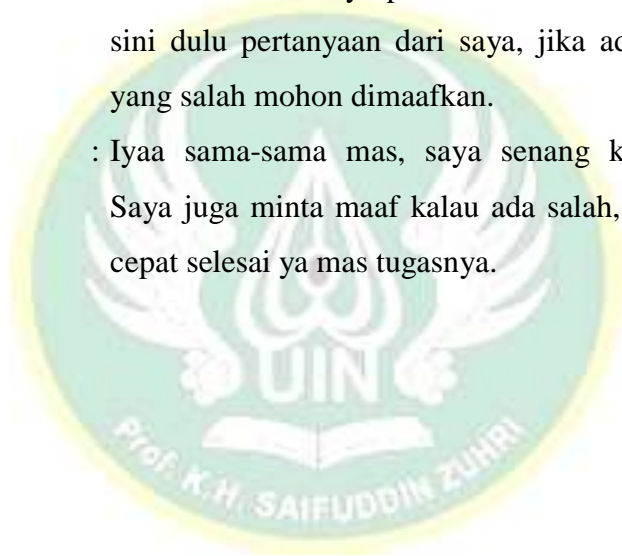 sini dulu pertanyaan dari saya, jika
yang salah mohon dimaafkan.
: Iyaa sama-sama mas, saya senang
Saya juga minta maaf kalau ada salah,
cepat selesai ya mas tugasnya.
UIN
Prof. K.H. SAIFUDDIN ZUHRI